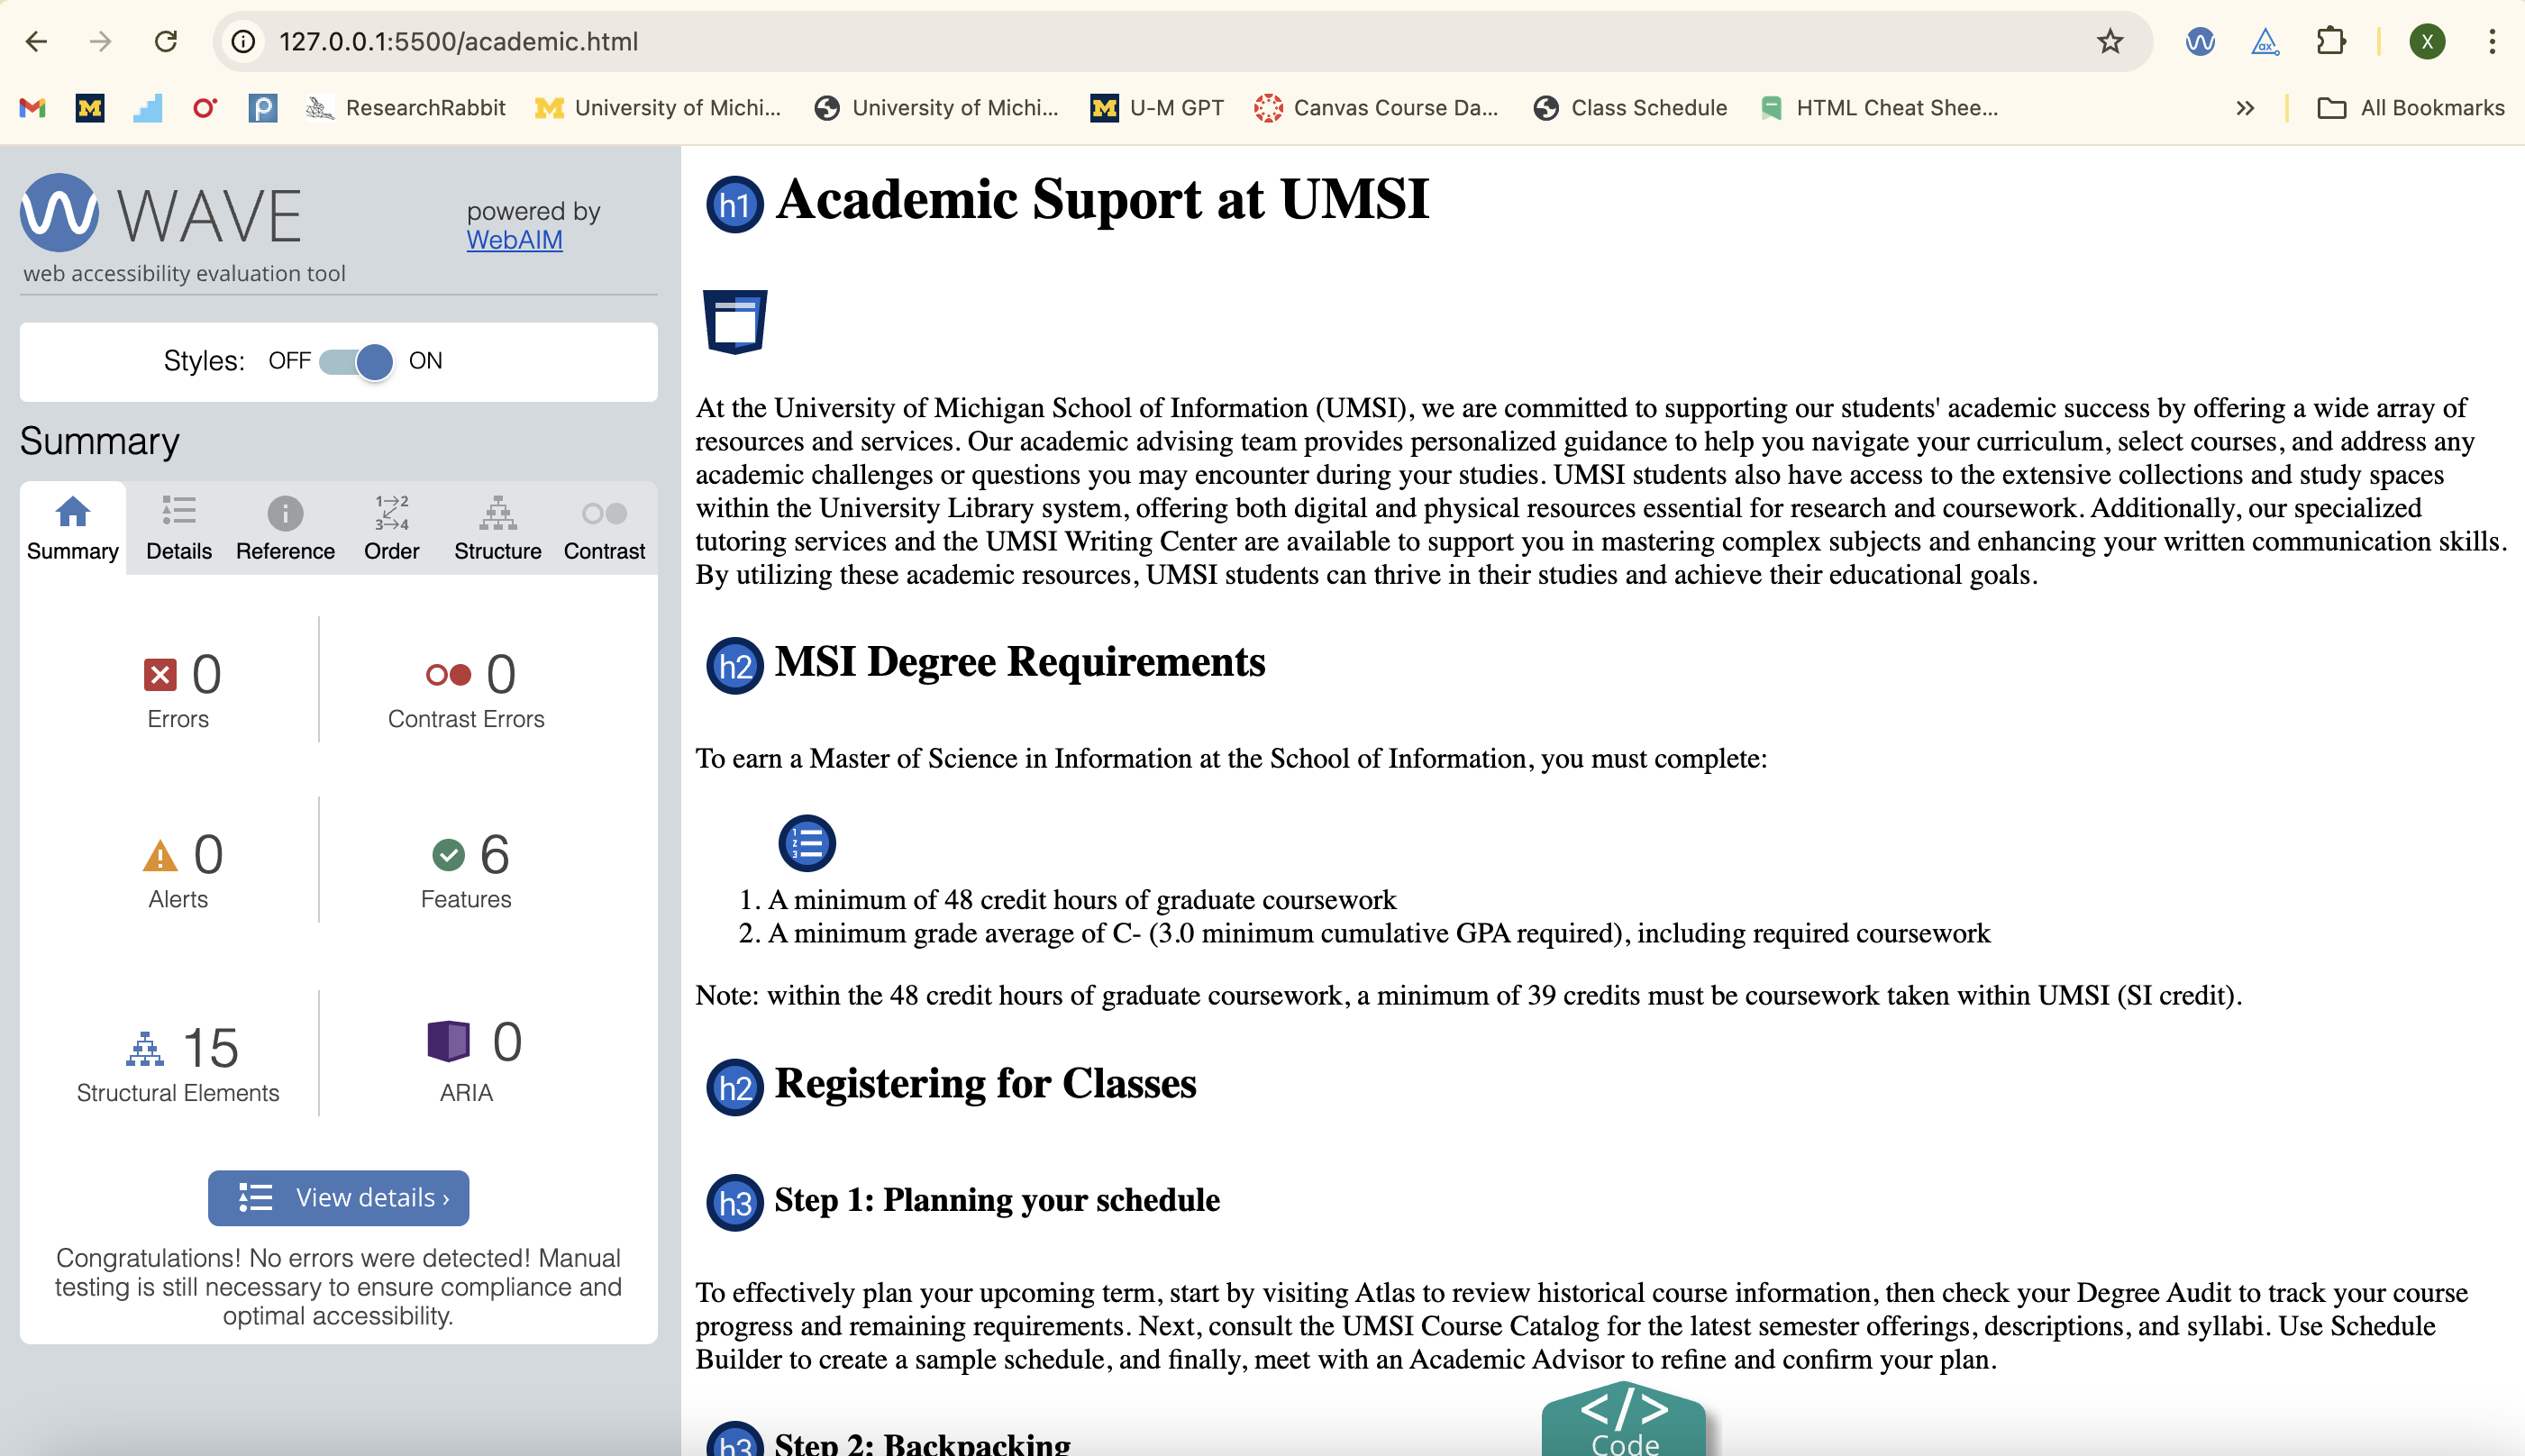 127.0.0.1:5500/academic.html
X
ResearchRabbit
University of Michi...
University of Michi...
U-M GPT
Canvas Course Da...
Class Schedule
HTML Cheat Shee...
All Bookmarks
WAVE
powered by
WebAIM
web accessibility evaluation tool
Styles: OFF ON
Summary
Summary
Details
Reference
Order
Structure
Contrast
0
Errors
0
Contrast Errors
0
Alerts
6
Features
15
Structural Elements
0
ARIA
View details ›
Congratulations! No errors were detected! Manual
testing is still necessary to ensure compliance and
optimal accessibility.
h1 Academic Suport at UMSI
At the University of Michigan School of Information (UMSI), we are committed to supporting our students' academic success by offering a wide array of
resources and services. Our academic advising team provides personalized guidance to help you navigate your curriculum, select courses, and address any
academic challenges or questions you may encounter during your studies. UMSI students also have access to the extensive collections and study spaces
within the University Library system, offering both digital and physical resources essential for research and coursework. Additionally, our specialized
tutoring services and the UMSI Writing Center are available to support you in mastering complex subjects and enhancing your written communication skills.
By utilizing these academic resources, UMSI students can thrive in their studies and achieve their educational goals.
h2 MSI Degree Requirements
To earn a Master of Science in Information at the School of Information, you must complete:
1. A minimum of 48 credit hours of graduate coursework
2. A minimum grade average of C- (3.0 minimum cumulative GPA required), including required coursework
Note: within the 48 credit hours of graduate coursework, a minimum of 39 credits must be coursework taken within UMSI (SI credit).
h2 Registering for Classes
h3 Step 1: Planning your schedule
To effectively plan your upcoming term, start by visiting Atlas to review historical course information, then check your Degree Audit to track your course
progress and remaining requirements. Next, consult the UMSI Course Catalog for the latest semester offerings, descriptions, and syllabi. Use Schedule
Builder to create a sample schedule, and finally, meet with an Academic Advisor to refine and confirm your plan.
h3 Step 2: Backpacking
</>
Code